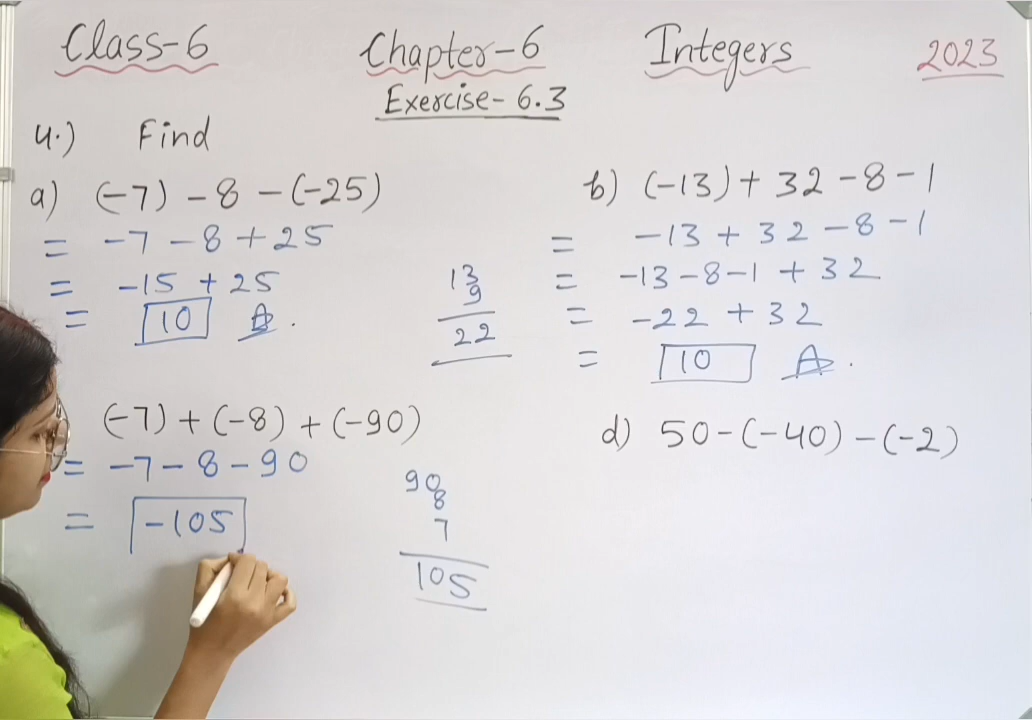 Class-6 Chapter-6 Integers 2023
Exercise- 6.3
4.) Find
a) (-7) - 8 - (-25)
= -7 - 8 + 25
= -15 + 25
= 10
13
9
22
b) (-13) + 32 - 8 - 1
= -13 + 32 - 8 - 1
= -13 - 8 - 1 + 32
= -22 + 32
= 10
(-7) + (-8) + (-90)
= -7 - 8 - 90
= -105
90
8
7
105
d) 50 - (-40) - (-2)